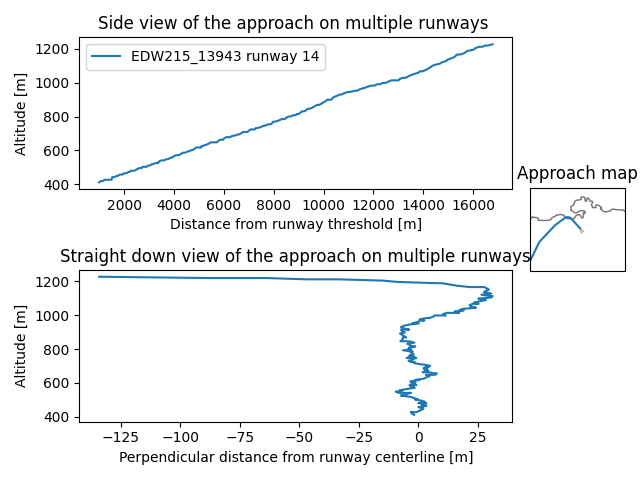 Side view of the approach on multiple runways
Altitude [m]
1200
1000
800
600
400
EDW215_13943 runway 14
2000 4000 6000 8000 10000 12000 14000 16000
Distance from runway threshold [m]
Approach map
Straight down view of the approach on multiple runways
Altitude [m]
1200
1000
800
600
400
−125 −100 −75 −50 −25 0 25
Perpendicular distance from runway centerline [m]